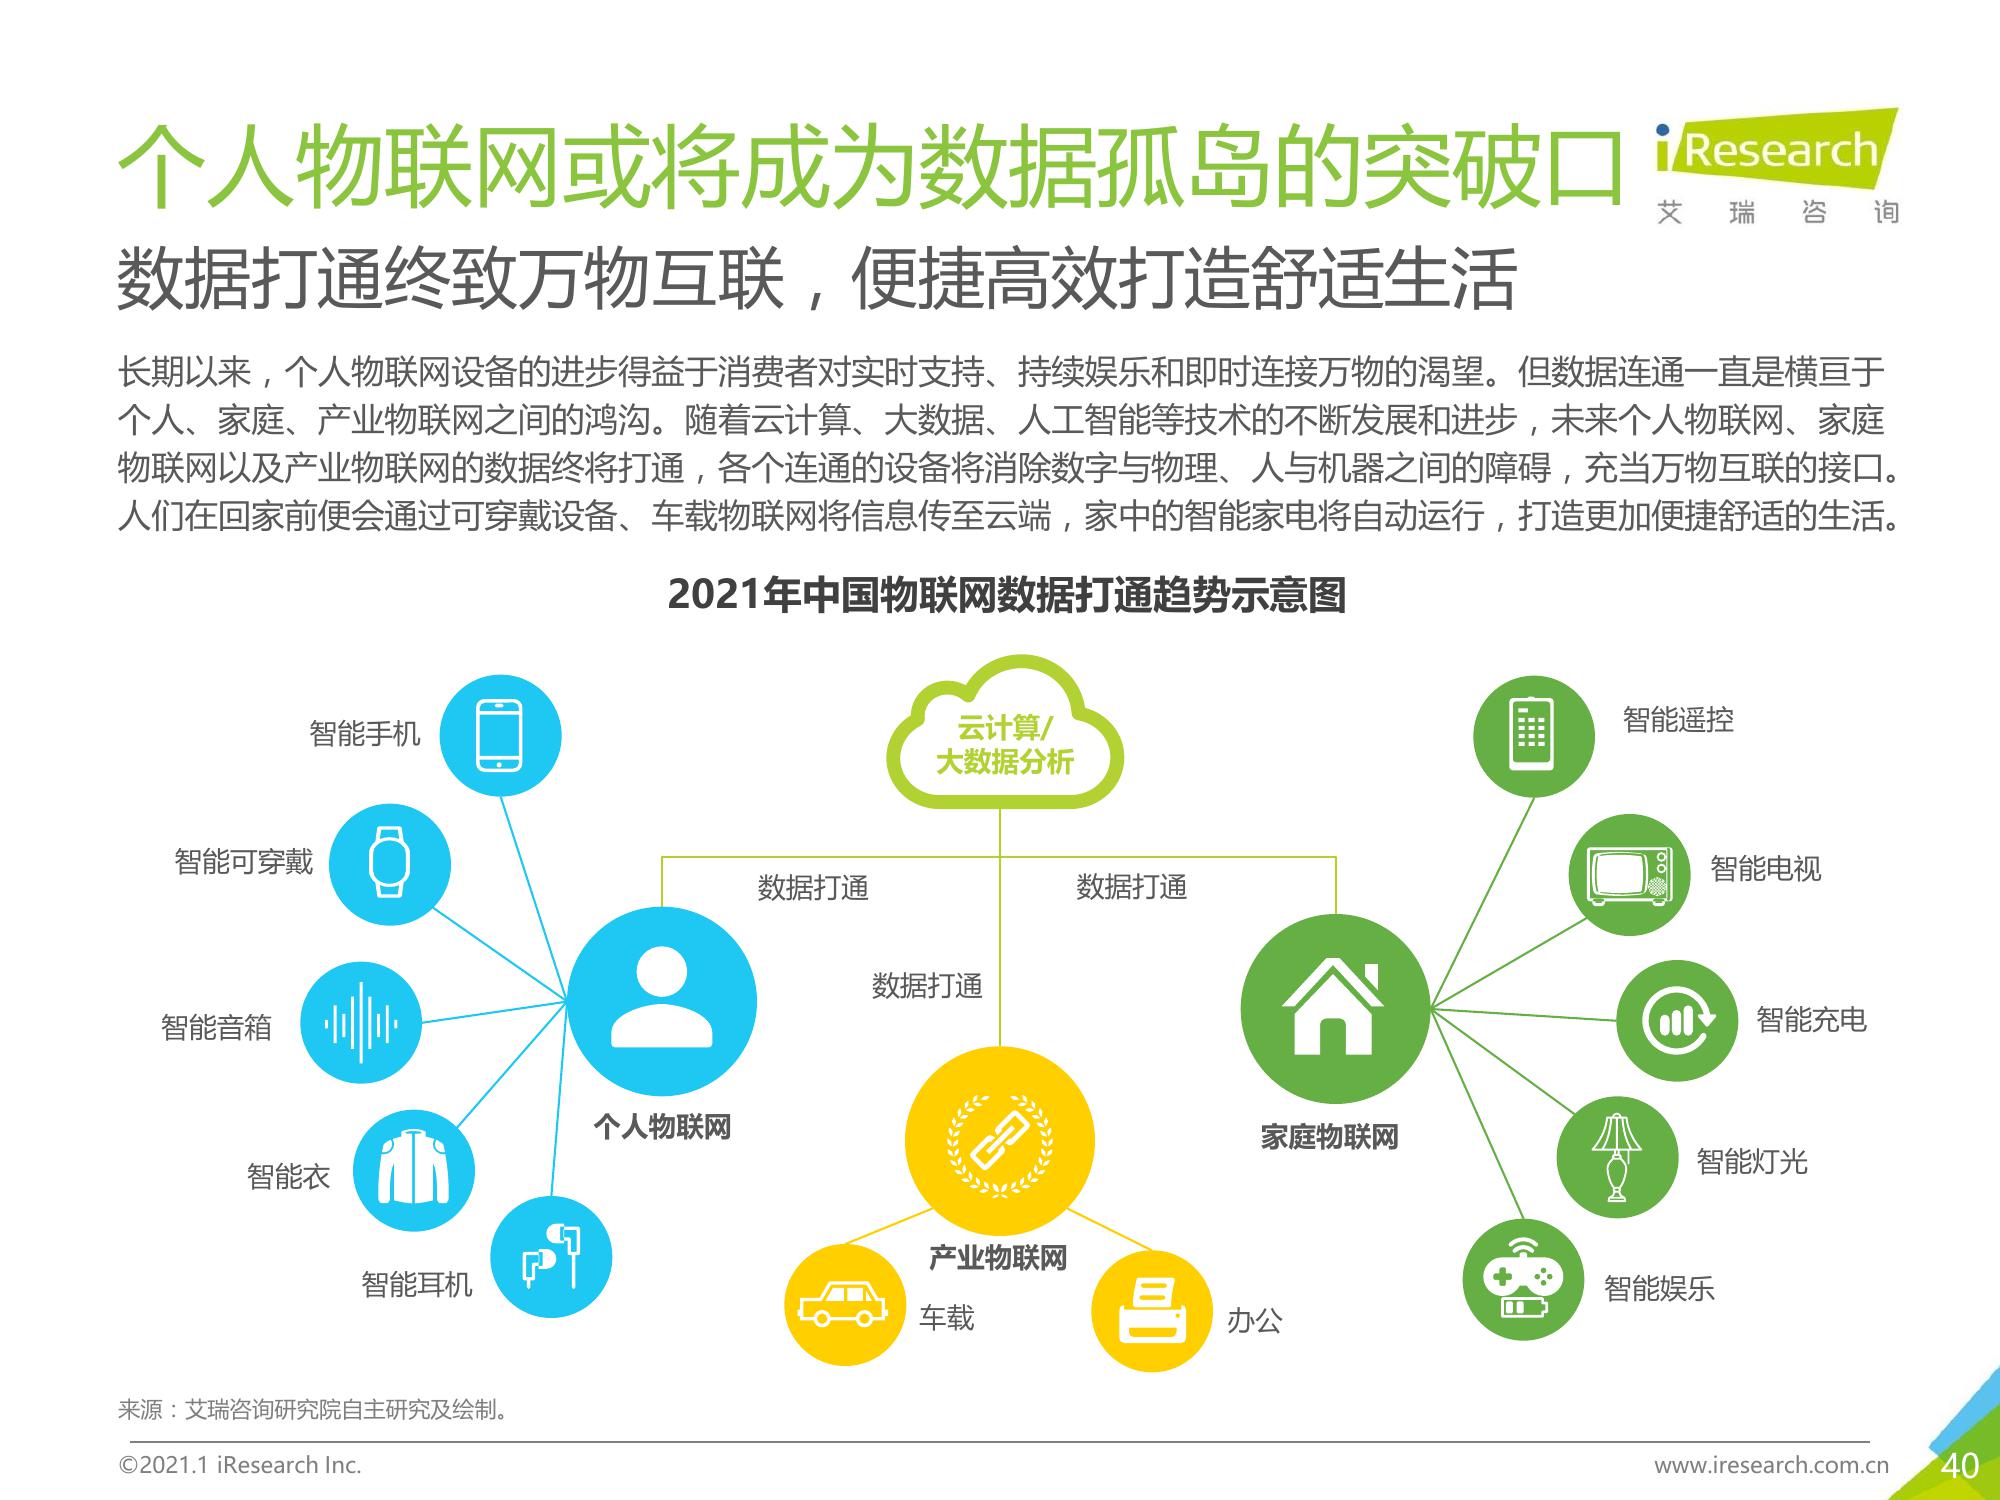 个人物联网或将成为数据孤岛的突破口
iResearch
艾瑞咨询
数据打通终致万物互联，便捷高效打造舒适生活
长期以来，个人物联网设备的进步得益于消费者对实时支持、持续娱乐和即时连接万物的渴望。但数据连通一直是横亘于
个人、家庭、产业物联网之间的鸿沟。随着云计算、大数据、人工智能等技术的不断发展和进步，未来个人物联网、家庭
物联网以及产业物联网的数据终将打通，各个连通的设备将消除数字与物理、人与机器之间的障碍，充当万物互联的接口。
人们在回家前便会通过可穿戴设备、车载物联网将信息传至云端，家中的智能家电将自动运行，打造更加便捷舒适的生活。
2021年中国物联网数据打通趋势示意图
云计算/
大数据分析
数据打通
数据打通
数据打通
智能手机
智能可穿戴
智能音箱
智能衣
智能耳机
个人物联网
产业物联网
车载
办公
家庭物联网
智能遥控
智能电视
智能充电
智能灯光
智能娱乐
来源：艾瑞咨询研究院自主研究及绘制。
©2021.1 iResearch Inc.
www.iresearch.com.cn
40